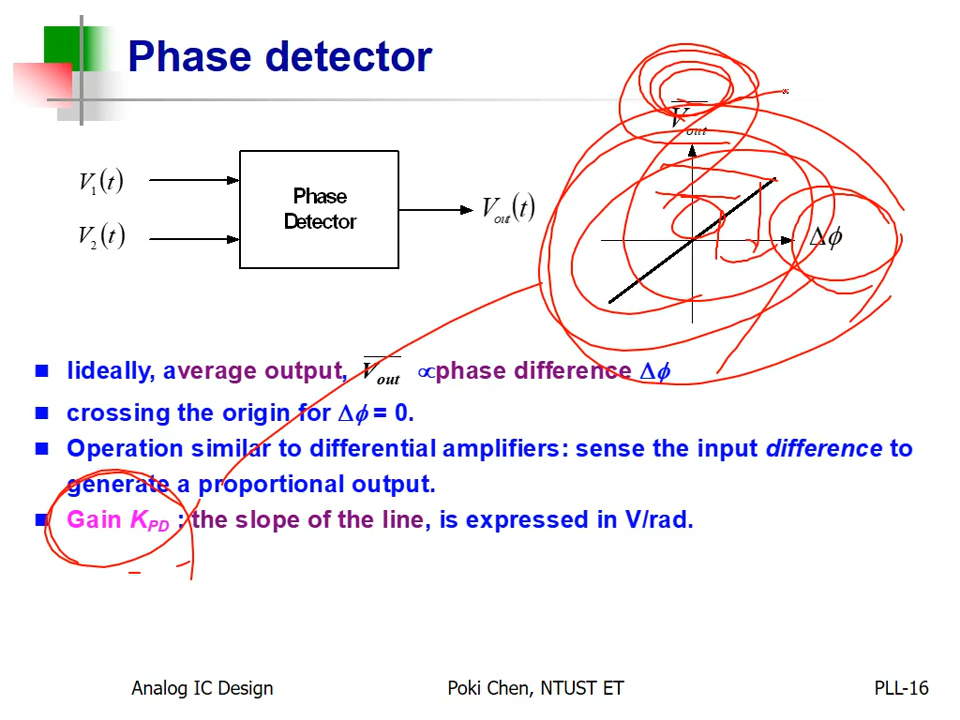 Phase detector
V₁(t)
V₂(t)
Phase
Detector
V_out(t)
V̅_out
Δϕ
lideally, average output, V̅_out ∝phase difference Δϕ
crossing the origin for Δϕ = 0.
Operation similar to differential amplifiers: sense the input difference to
generate a proportional output.
Gain K_PD : the slope of the line, is expressed in V/rad.
Analog IC Design
Poki Chen, NTUST ET
PLL-16